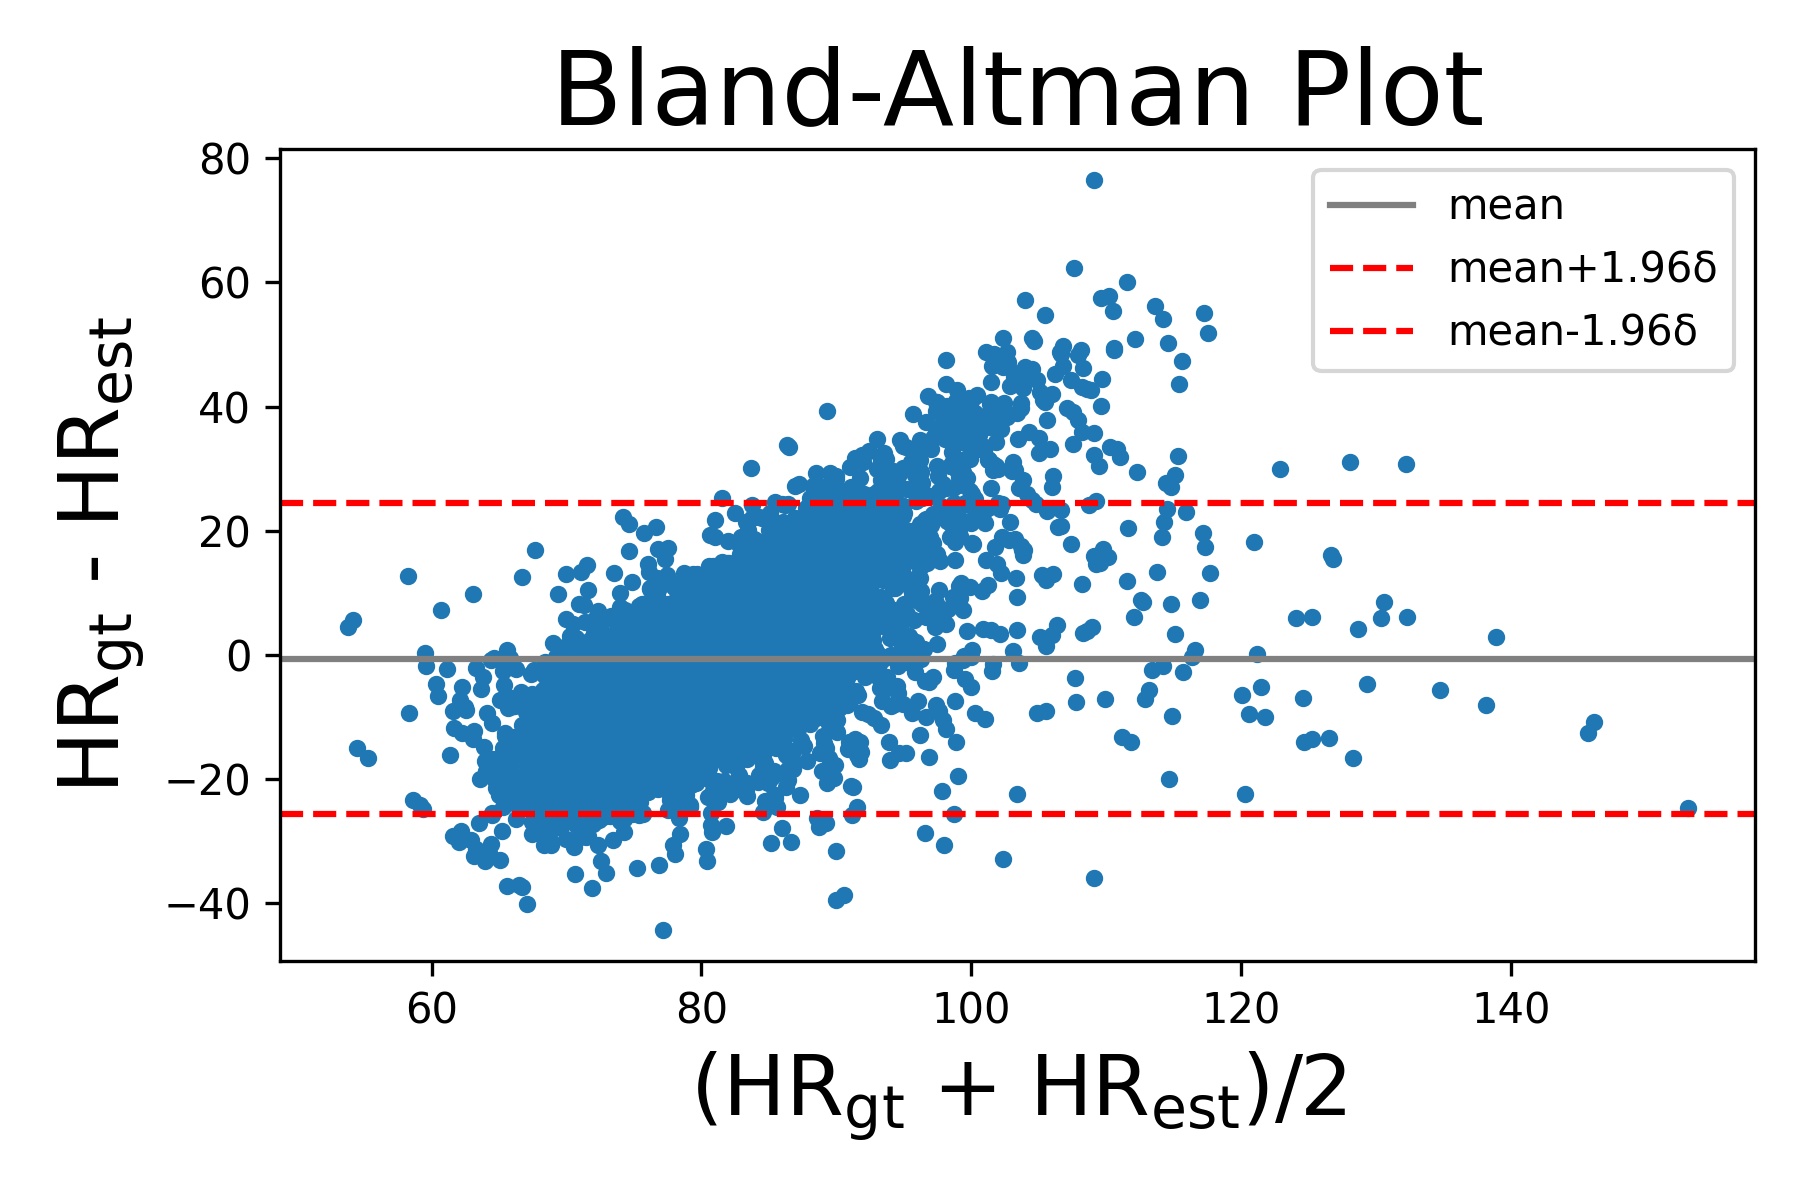 Bland-Altman Plot
HRgt - HRest
80
60
40
20
0
−20
−40
mean
mean+1.96δ
mean-1.96δ
60 80 100 120 140
(HRgt + HRest)/2